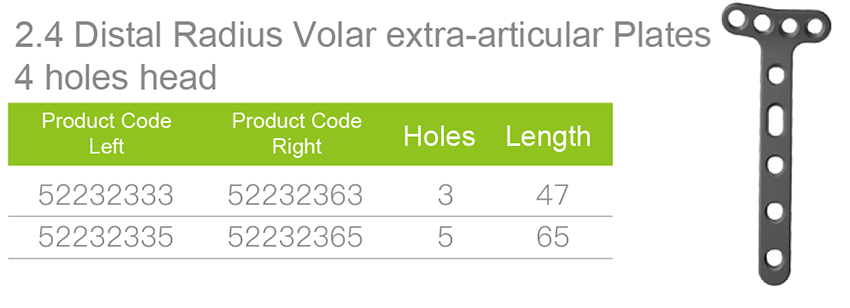 2.4 Distal Radius Volar extra-articular Plates
4 holes head
Product Code Left Product Code Right Holes Length
52232333 52232363 3 47
52232335 52232365 5 65